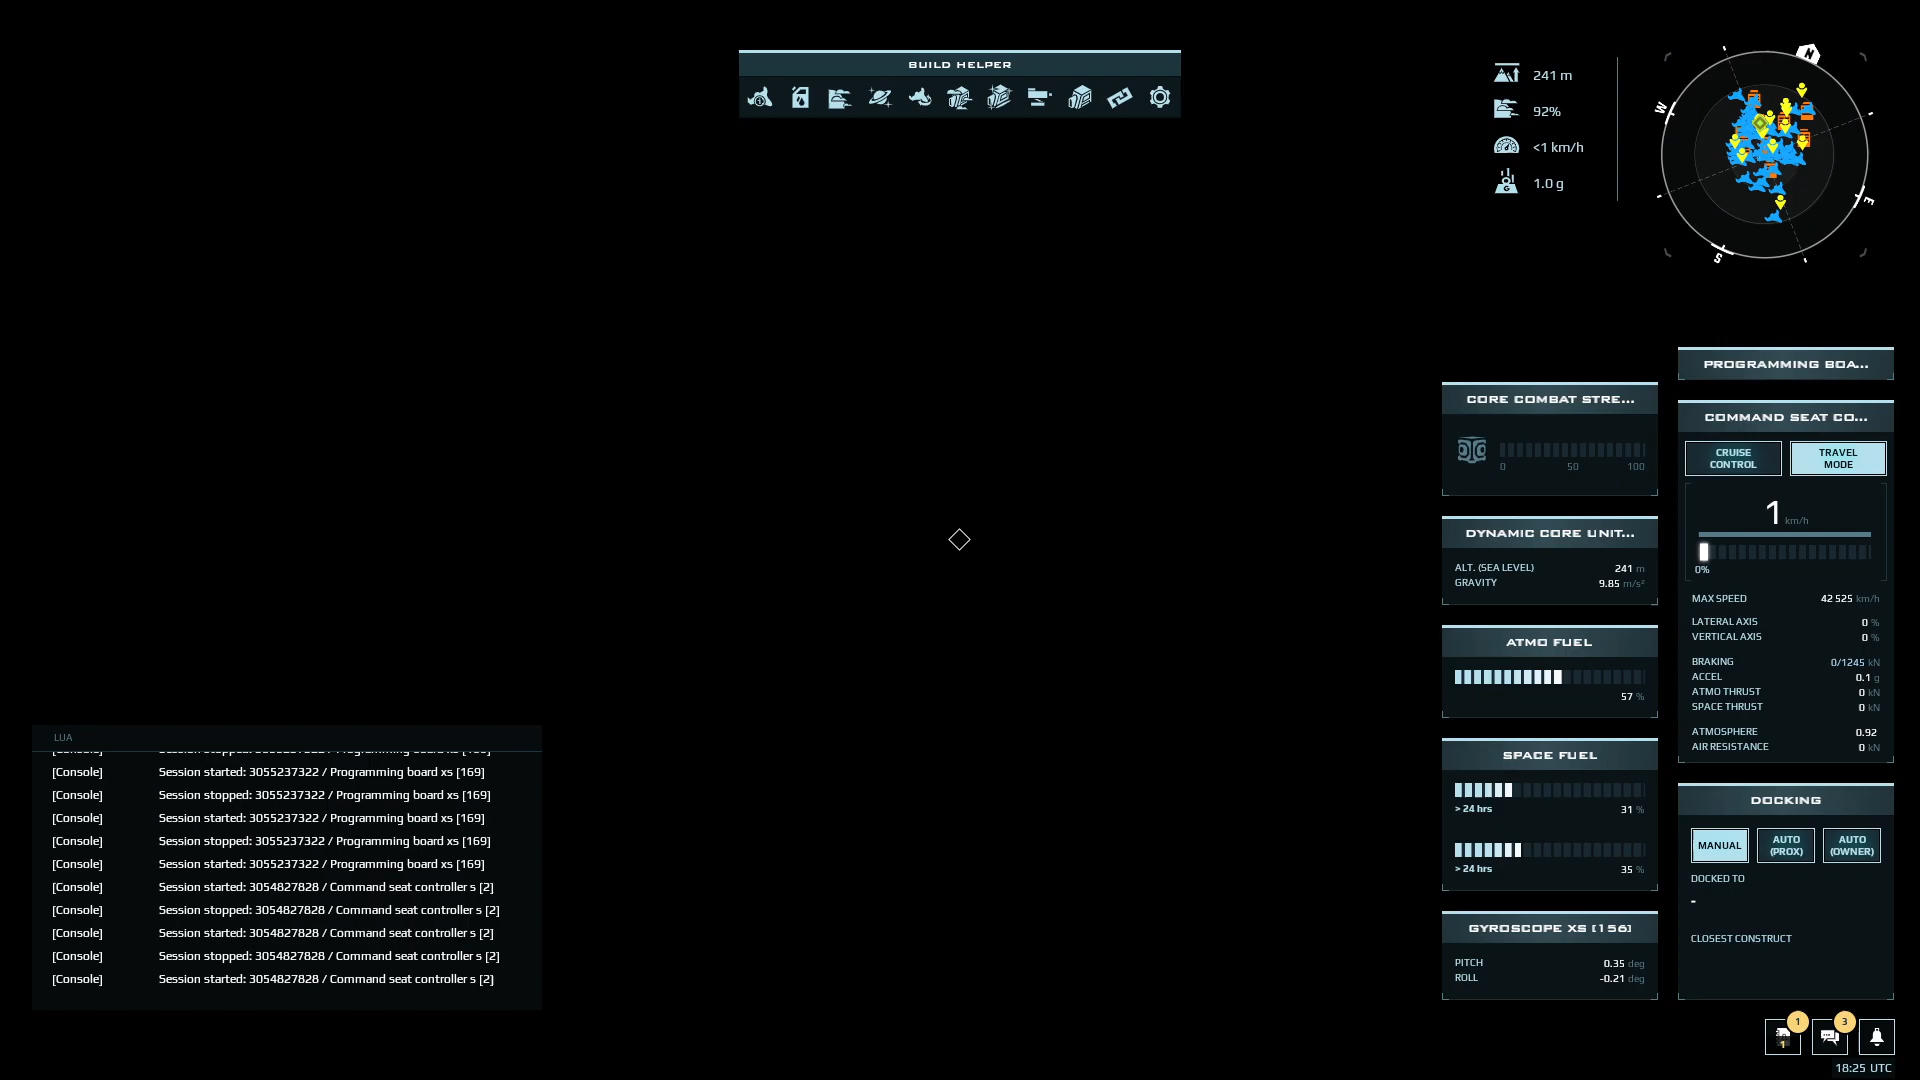 BUILD HELPER
241 m
92%
<1 km/h
G
1.0 g
N
W
E
S
PROGRAMMING BOA...
CORE COMBAT STRE...
0 50 100
COMMAND SEAT CO...
CRUISE CONTROL
TRAVEL MODE
1 km/h
0%
MAX SPEED 42 525 km/h
LATERAL AXIS 0 %
VERTICAL AXIS 0 %
BRAKING 0/1245 kN
ACCEL 0.1 g
ATMO THRUST 0 kN
SPACE THRUST 0 kN
ATMOSPHERE 0.92
AIR RESISTANCE 0 kN
DYNAMIC CORE UNIT...
ALT. (SEA LEVEL) 241 m
GRAVITY 9.85 m/s²
ATMO FUEL
57 %
SPACE FUEL
> 24 hrs 31 %
> 24 hrs 35 %
GYROSCOPE XS [156]
PITCH 0.35 deg
ROLL -0.21 deg
DOCKING
MANUAL
AUTO (PROX)
AUTO (OWNER)
DOCKED TO
-
CLOSEST CONSTRUCT
LUA
[Console] Session stopped: 3055237322 / Programming board xs [169]
[Console] Session started: 3055237322 / Programming board xs [169]
[Console] Session stopped: 3055237322 / Programming board xs [169]
[Console] Session started: 3055237322 / Programming board xs [169]
[Console] Session stopped: 3055237322 / Programming board xs [169]
[Console] Session started: 3055237322 / Programming board xs [169]
[Console] Session started: 3054827828 / Command seat controller s [2]
[Console] Session stopped: 3054827828 / Command seat controller s [2]
[Console] Session started: 3054827828 / Command seat controller s [2]
[Console] Session stopped: 3054827828 / Command seat controller s [2]
[Console] Session started: 3054827828 / Command seat controller s [2]
1
1
3
18:25 UTC